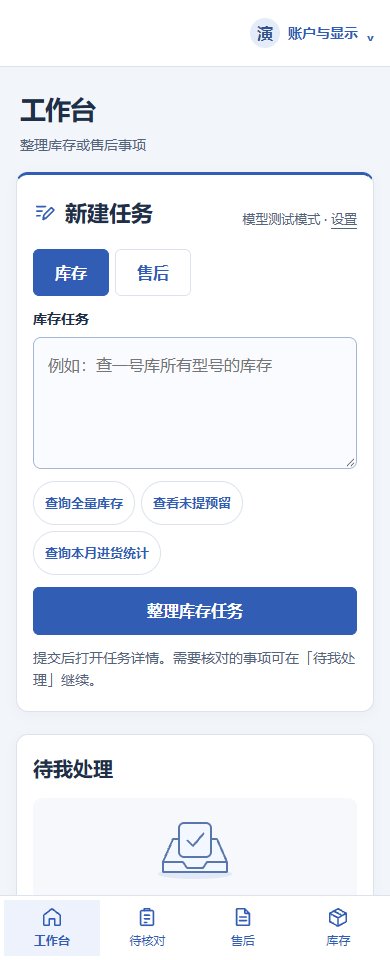 演 账户与显示
工作台
整理库存或售后事项
新建任务
模型测试模式 · 设置
库存 售后
库存任务
例如：查一号库所有型号的库存
查询全量库存 查看未提预留
查询本月进货统计
整理库存任务
提交后打开任务详情。需要核对的事项可在「待我处
理」继续。
待我处理
工作台 待核对 售后 库存